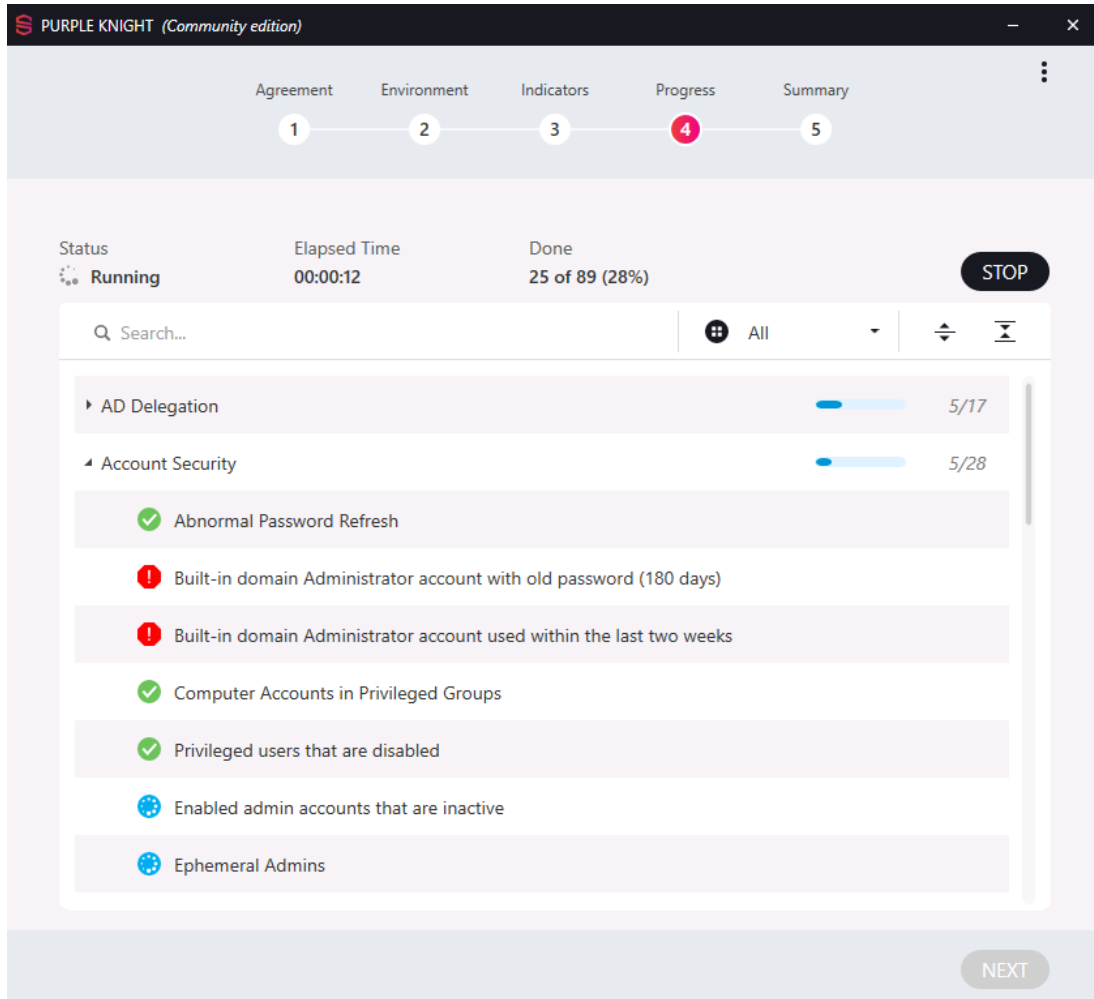 PURPLE KNIGHT (Community edition)
Agreement Environment Indicators Progress Summary
1 2 3 4 5
Status Elapsed Time Done
Running 00:00:12 25 of 89 (28%) STOP
Search... All
AD Delegation 5/17
Account Security 5/28
Abnormal Password Refresh
Built-in domain Administrator account with old password (180 days)
Built-in domain Administrator account used within the last two weeks
Computer Accounts in Privileged Groups
Privileged users that are disabled
Enabled admin accounts that are inactive
Ephemeral Admins
NEXT